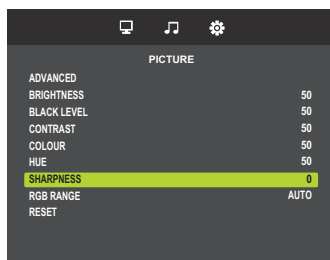 PICTURE
ADVANCED
BRIGHTNESS 50
BLACK LEVEL 50
CONTRAST 50
COLOUR 50
HUE 50
SHARPNESS 0
RGB RANGE AUTO
RESET